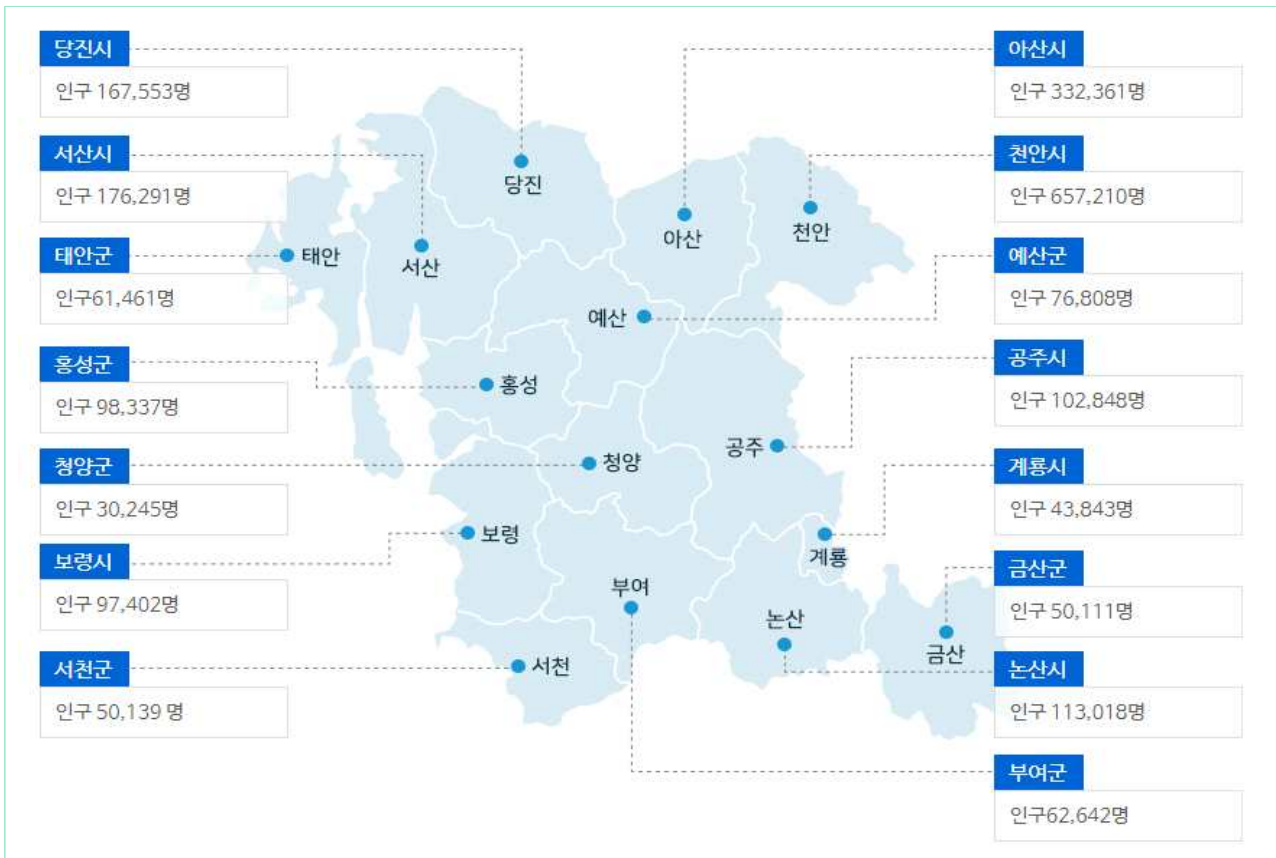 당진시
인구 167,553명
서산시
인구 176,291명
태안군
인구61,461명
홍성군
인구 98,337명
청양군
인구 30,245명
보령시
인구 97,402명
서천군
인구 50,139 명
당진
아산
천안
태안
서산
예산
홍성
공주
청양
보령
계룡
부여
논산
금산
서천
아산시
인구 332,361명
천안시
인구 657,210명
예산군
인구 76,808명
공주시
인구 102,848명
계룡시
인구 43,843명
금산군
인구 50,111명
논산시
인구 113,018명
부여군
인구62,642명